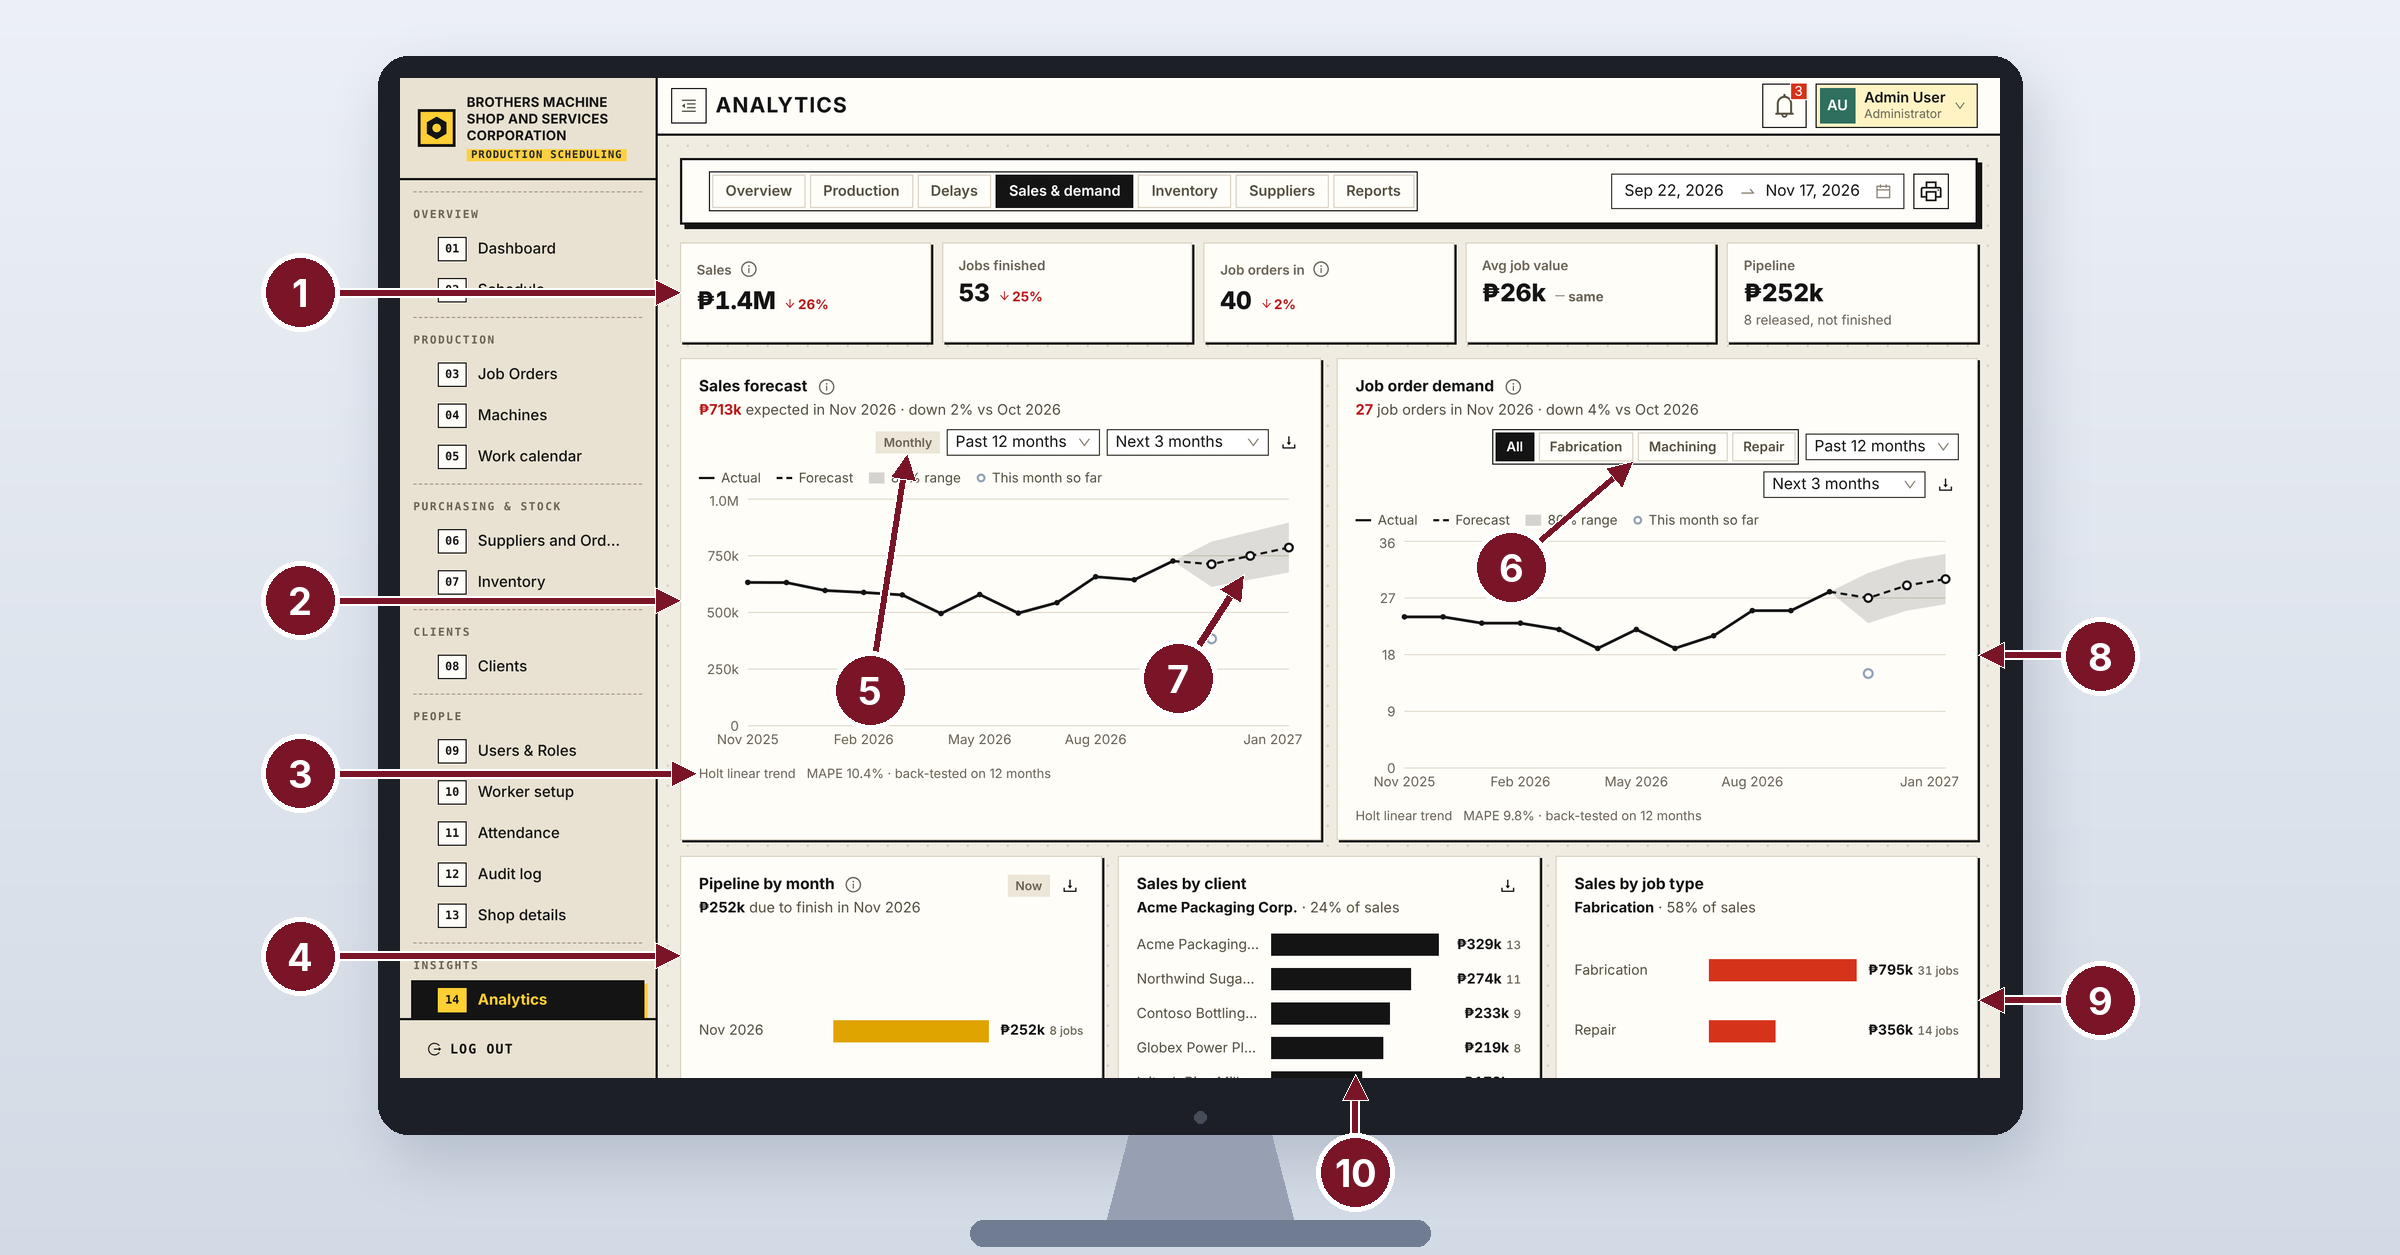 BROTHERS MACHINE
SHOP AND SERVICES
CORPORATION
PRODUCTION SCHEDULING
ANALYTICS
3
AU
Admin User
Administrator
OVERVIEW
01 Dashboard
PRODUCTION
03 Job Orders
04 Machines
05 Work calendar
PURCHASING & STOCK
06 Suppliers and Ord...
07 Inventory
CLIENTS
08 Clients
PEOPLE
09 Users & Roles
10 Worker setup
11 Attendance
12 Audit log
13 Shop details
INSIGHTS
14 Analytics
LOG OUT
Overview Production Delays Sales & demand Inventory Suppliers Reports
Sep 22, 2026 → Nov 17, 2026
Sales
₱1.4M ↓ 26%
Jobs finished
53 ↓ 25%
Job orders in
40 ↓ 2%
Avg job value
₱26k — same
Pipeline
₱252k
8 released, not finished
Sales forecast
₱713k expected in Nov 2026 · down 2% vs Oct 2026
Monthly Past 12 months Next 3 months
Actual Forecast range This month so far
1.0M
750k
500k
250k
0
Nov 2025 Feb 2026 May 2026 Aug 2026 Jan 2027
Holt linear trend MAPE 10.4% · back-tested on 12 months
Job order demand
27 job orders in Nov 2026 · down 4% vs Oct 2026
All Fabrication Machining Repair Past 12 months
Next 3 months
Actual Forecast 80% range This month so far
36
27
18
9
0
Nov 2025 Feb 2026 May 2026 Aug 2026 Jan 2027
Holt linear trend MAPE 9.8% · back-tested on 12 months
Pipeline by month
Now
₱252k due to finish in Nov 2026
Nov 2026 ₱252k 8 jobs
Sales by client
Acme Packaging Corp. · 24% of sales
Acme Packaging... ₱329k 13
Northwind Suga... ₱274k 11
Contoso Bottling... ₱233k 9
Globex Power Pl... ₱219k 8
Sales by job type
Fabrication · 58% of sales
Fabrication ₱795k 31 jobs
Repair ₱356k 14 jobs
1
2
3
4
5
6
7
8
9
10